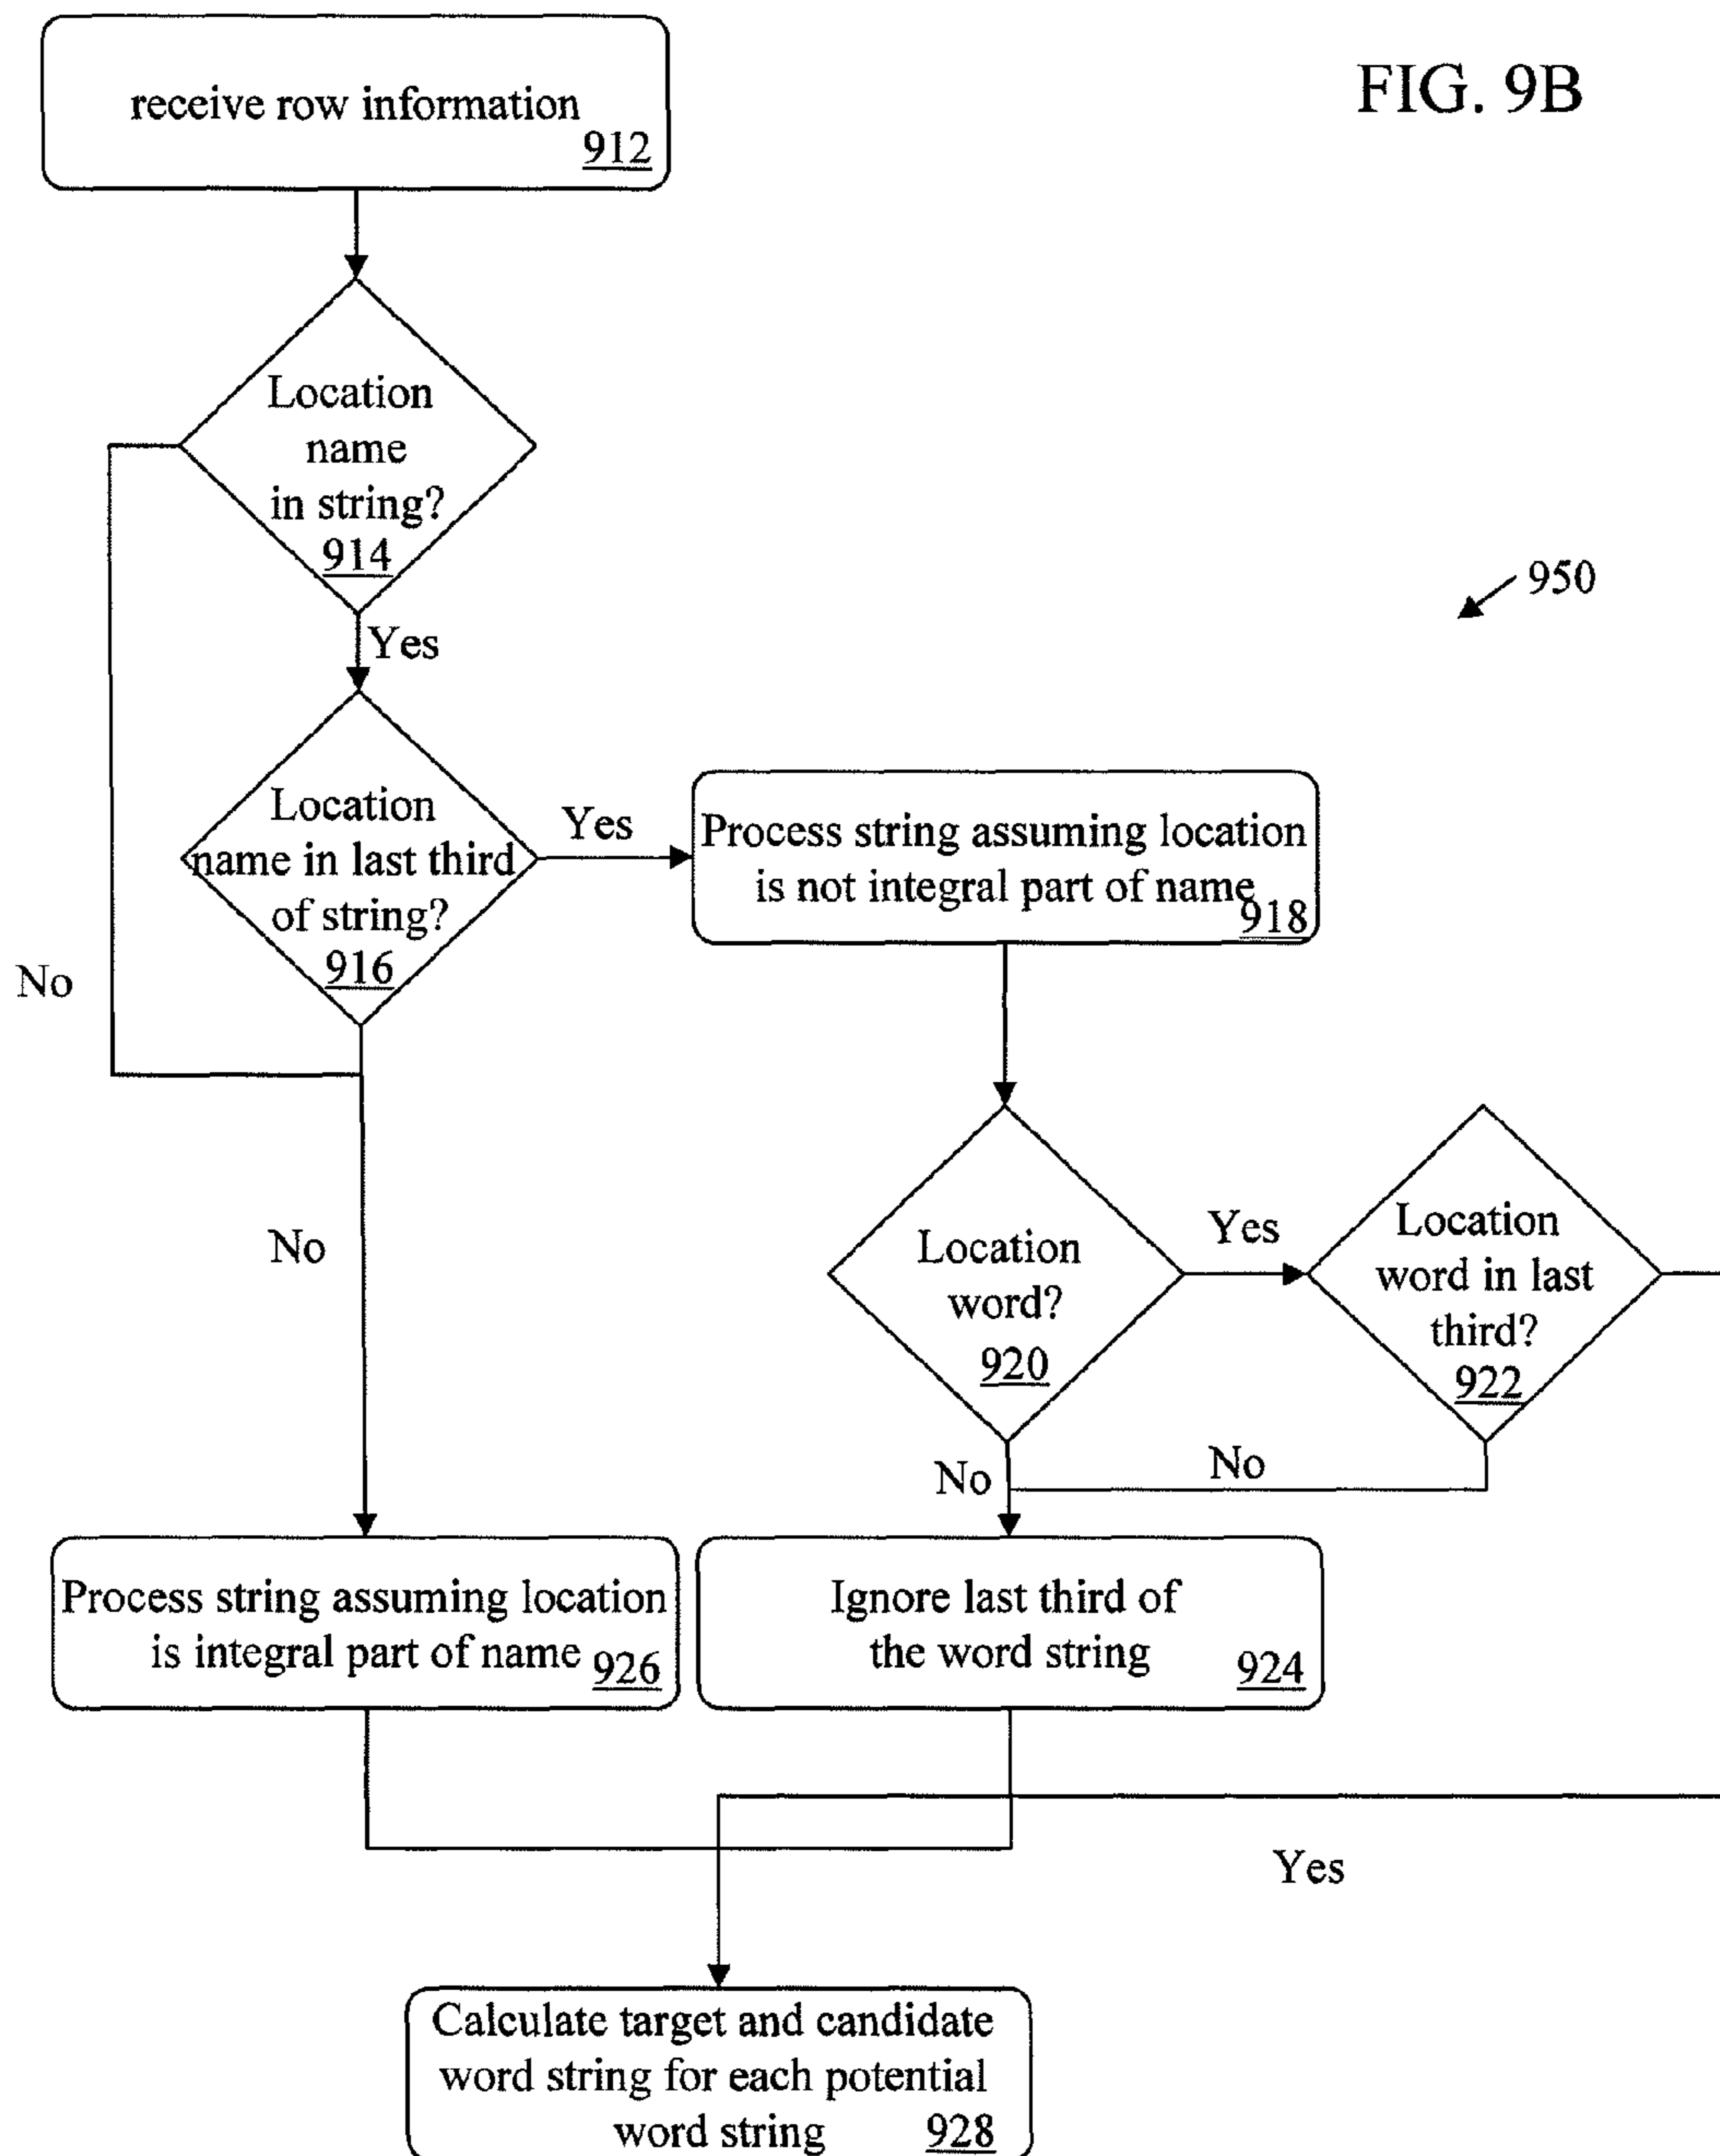 FIG. 9B
receive row information
912
Location
name
in string?
914
Yes
950
Location
name in last third
of string?
916
Yes
Process string assuming location
is not integral part of name
918
No
No
Location
word?
920
Yes
Location
word in last
third?
922
No
No
Process string assuming location
is integral part of name 926
Ignore last third of
the word string 924
Yes
Calculate target and candidate
word string for each potential
word string 928